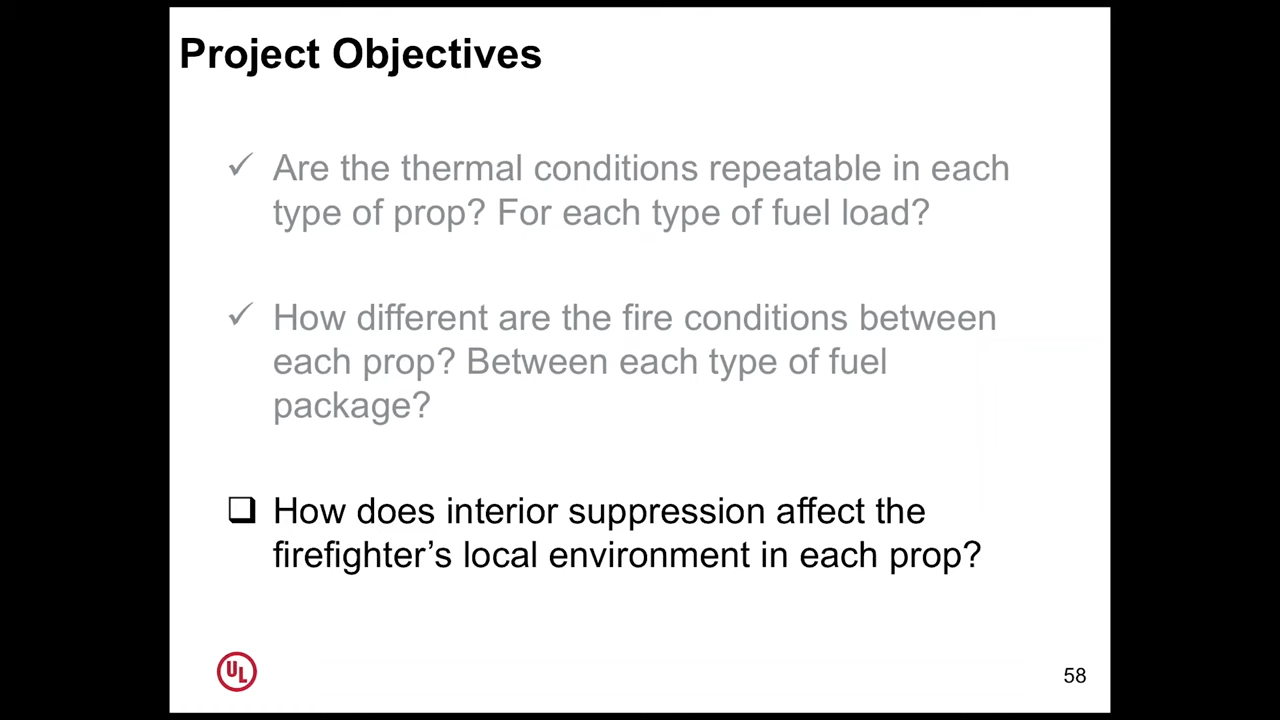 Project Objectives
✓ Are the thermal conditions repeatable in each
type of prop? For each type of fuel load?
✓ How different are the fire conditions between
each prop? Between each type of fuel
package?
❑ How does interior suppression affect the
firefighter’s local environment in each prop?
UL
58